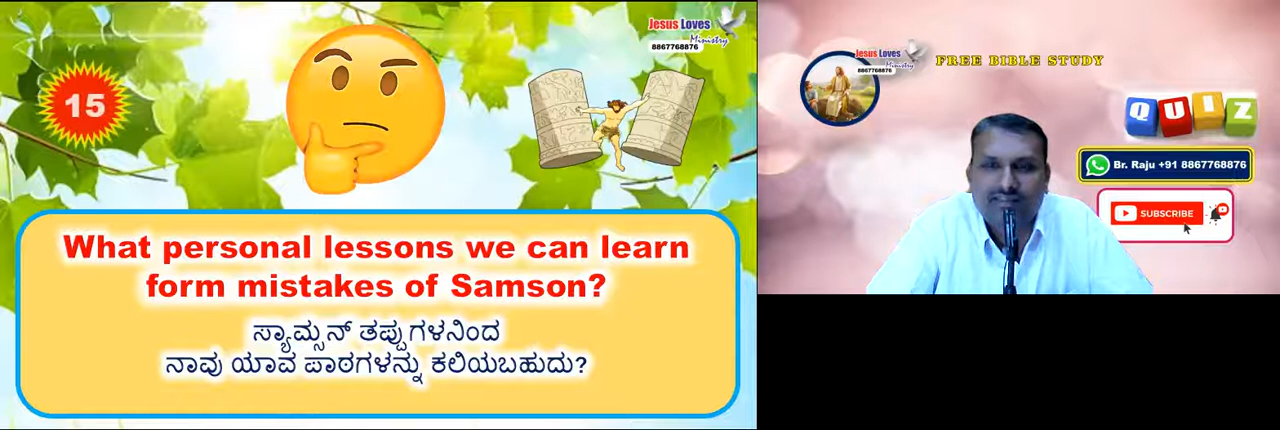 Jesus Loves
Ministry
8867768876
15
What personal lessons we can learn
form mistakes of Samson?
ಸ್ಯಾಮ್ಸನ್ ತಪ್ಪುಗಳನಿಂದ
ನಾವು ಯಾವ ಪಾಠಗಳನ್ನು ಕಲಿಯಬಹುದು?
Jesus Loves
Ministry
8867768876
FREE BIBLE STUDY
QUIZ
Br. Raju +91 8867768876
SUBSCRIBE